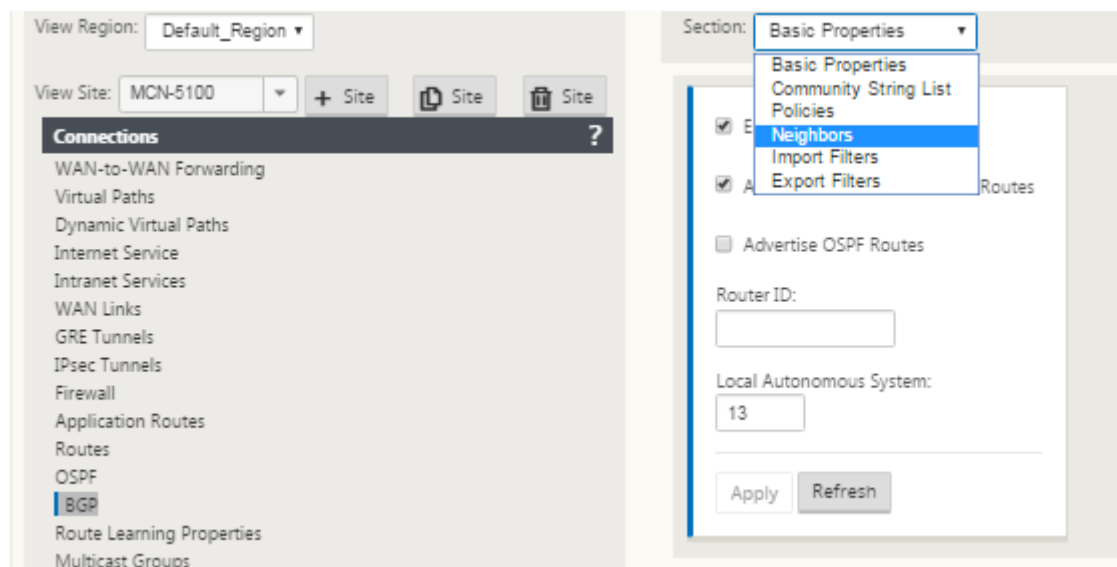 View Region: Default_Region
View Site: MCN-5100 + Site Site Site
Connections ?
WAN-to-WAN Forwarding
Virtual Paths
Dynamic Virtual Paths
Internet Service
Intranet Services
WAN Links
GRE Tunnels
IPsec Tunnels
Firewall
Application Routes
Routes
OSPF
BGP
Route Learning Properties
Multicast Groups
Section: Basic Properties
Basic Properties
Community String List
Policies
Neighbors
Import Filters
Export Filters
E
A Routes
Advertise OSPF Routes
Router ID:
Local Autonomous System:
13
Apply Refresh